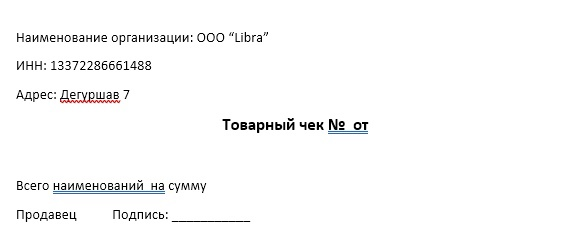 Наименование организации: ООО “Libra”
ИНН: 13372286661488
Адрес: Дегуршав 7
Товарный чек № от
Всего наименований на сумму
Продавец Подпись: ___________